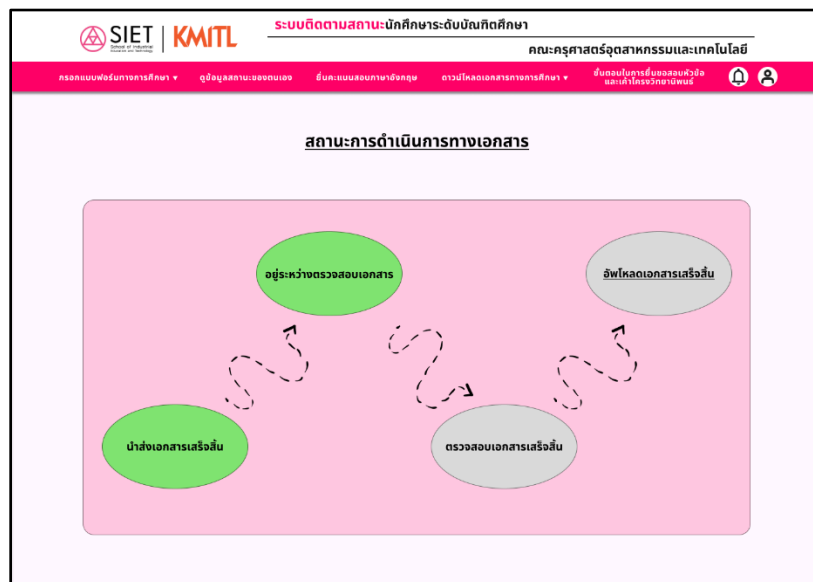 SIET
School of Industrial
Education and Technology
KMITL
ระบบติดตามสถานะนักศึกษาระดับบัณฑิตศึกษา
คณะครุศาสตร์อุตสาหกรรมและเทคโนโลยี
กรอกแบบฟอร์มทางการศึกษา ▼
ดูข้อมูลสถานะของตนเอง
ยื่นคะแนนสอบภาษาอังกฤษ
ดาวน์โหลดเอกสารทางการศึกษา ▼
ขั้นตอนในการยื่นขอสอบหัวข้อ
และเค้าโครงวิทยานิพนธ์
สถานะการดำเนินการทางเอกสาร
อยู่ระหว่างตรวจสอบเอกสาร
อัพโหลดเอกสารเสร็จสิ้น
นำส่งเอกสารเสร็จสิ้น
ตรวจสอบเอกสารเสร็จสิ้น